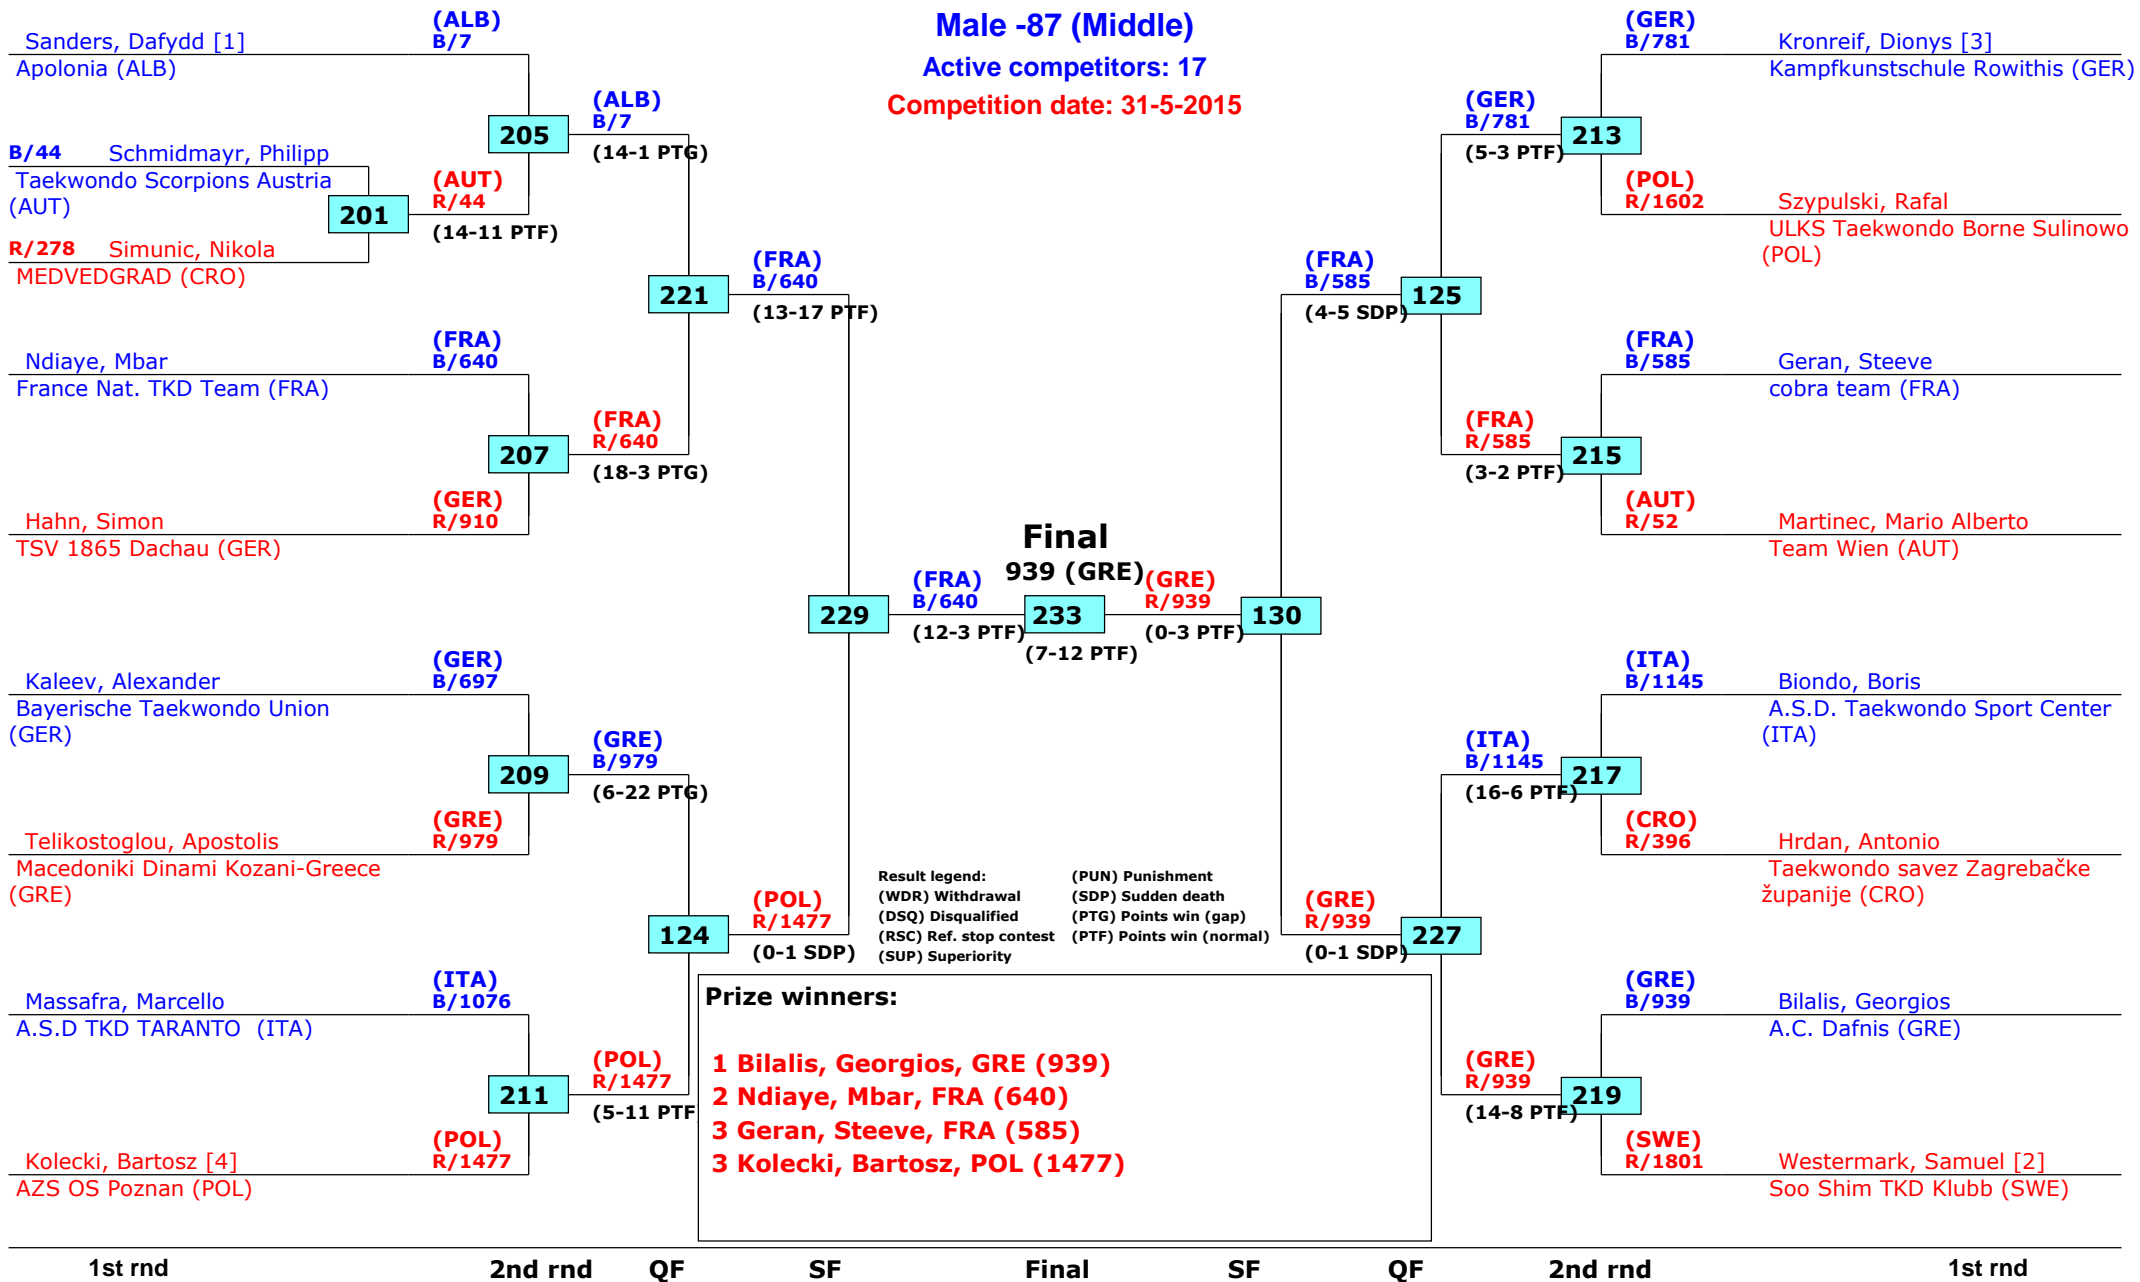 Male -87 (Middle)
Active competitors: 17
Competition date: 31-5-2015
Sanders, Dafydd [1]
Apolonia (ALB)
(ALB)
B/7
B/44 Schmidmayr, Philipp
Taekwondo Scorpions Austria
(AUT)
201
R/278 Simunic, Nikola
MEDVEDGRAD (CRO)
(AUT)
R/44
(14-11 PTF)
205
(ALB)
B/7
(14-1 PTG)
Ndiaye, Mbar
France Nat. TKD Team (FRA)
(FRA)
B/640
207
Hahn, Simon
TSV 1865 Dachau (GER)
(GER)
R/910
(FRA)
R/640
(18-3 PTG)
221
(FRA)
B/640
(13-17 PTF)
Kaleev, Alexander
Bayerische Taekwondo Union
(GER)
(GER)
B/697
209
Telikostoglou, Apostolis
Macedoniki Dinami Kozani-Greece
(GRE)
(GRE)
R/979
(GRE)
B/979
(6-22 PTG)
124
(POL)
R/1477
(0-1 SDP)
Massafra, Marcello
A.S.D TKD TARANTO (ITA)
(ITA)
B/1076
211
Kolecki, Bartosz [4]
AZS OS Poznan (POL)
(POL)
R/1477
(POL)
R/1477
(5-11 PTF)
229
(FRA)
B/640
(12-3 PTF)
Final
939 (GRE)
233
(7-12 PTF)
(GRE)
R/939
(0-3 PTF)
130
(GER)
B/781
Kronreif, Dionys [3]
Kampfkunstschule Rowithis (GER)
213
(GER)
B/781
(5-3 PTF)
(POL)
R/1602
Szypulski, Rafal
ULKS Taekwondo Borne Sulinowo
(POL)
(FRA)
B/585
(4-5 SDP)
125
(FRA)
B/585
Geran, Steeve
cobra team (FRA)
(FRA)
R/585
(3-2 PTF)
215
(AUT)
R/52
Martinec, Mario Alberto
Team Wien (AUT)
(ITA)
B/1145
Biondo, Boris
A.S.D. Taekwondo Sport Center
(ITA)
(ITA)
B/1145
(16-6 PTF)
217
(CRO)
R/396
Hrdan, Antonio
Taekwondo savez Zagrebačke
županije (CRO)
(GRE)
R/939
(0-1 SDP)
227
(GRE)
B/939
Bilalis, Georgios
A.C. Dafnis (GRE)
(GRE)
R/939
(14-8 PTF)
219
(SWE)
R/1801
Westermark, Samuel [2]
Soo Shim TKD Klubb (SWE)
Result legend: (PUN) Punishment
(WDR) Withdrawal (SDP) Sudden death
(DSQ) Disqualified (PTG) Points win (gap)
(RSC) Ref. stop contest (PTF) Points win (normal)
(SUP) Superiority
Prize winners:
1 Bilalis, Georgios, GRE (939)
2 Ndiaye, Mbar, FRA (640)
3 Geran, Steeve, FRA (585)
3 Kolecki, Bartosz, POL (1477)
1st rnd 2nd rnd QF SF Final SF QF 2nd rnd 1st rnd